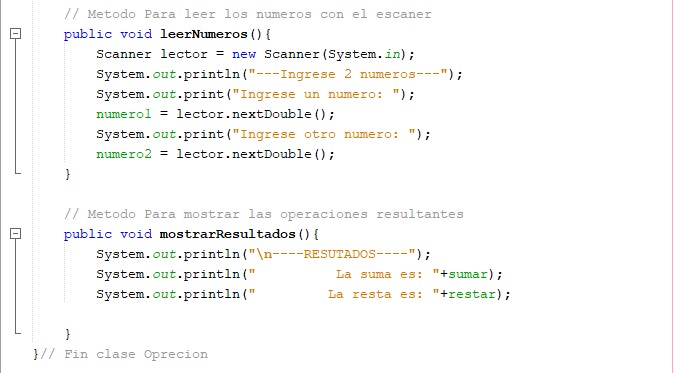 // Metodo Para leer los numeros con el escaner
public void leerNumeros(){
Scanner lector = new Scanner(System.in);
System.out.println("---Ingrese 2 numeros---");
System.out.print("Ingrese un numero: ");
numero1 = lector.nextDouble();
System.out.print("Ingrese otro numero: ");
numero2 = lector.nextDouble();
}
// Metodo Para mostrar las operaciones resultantes
public void mostrarResultados(){
System.out.println("\n----RESUTADOS----");
System.out.println("          La suma es: "+sumar);
System.out.println("         La resta es: "+restar);
}
}// Fin clase Oprecion